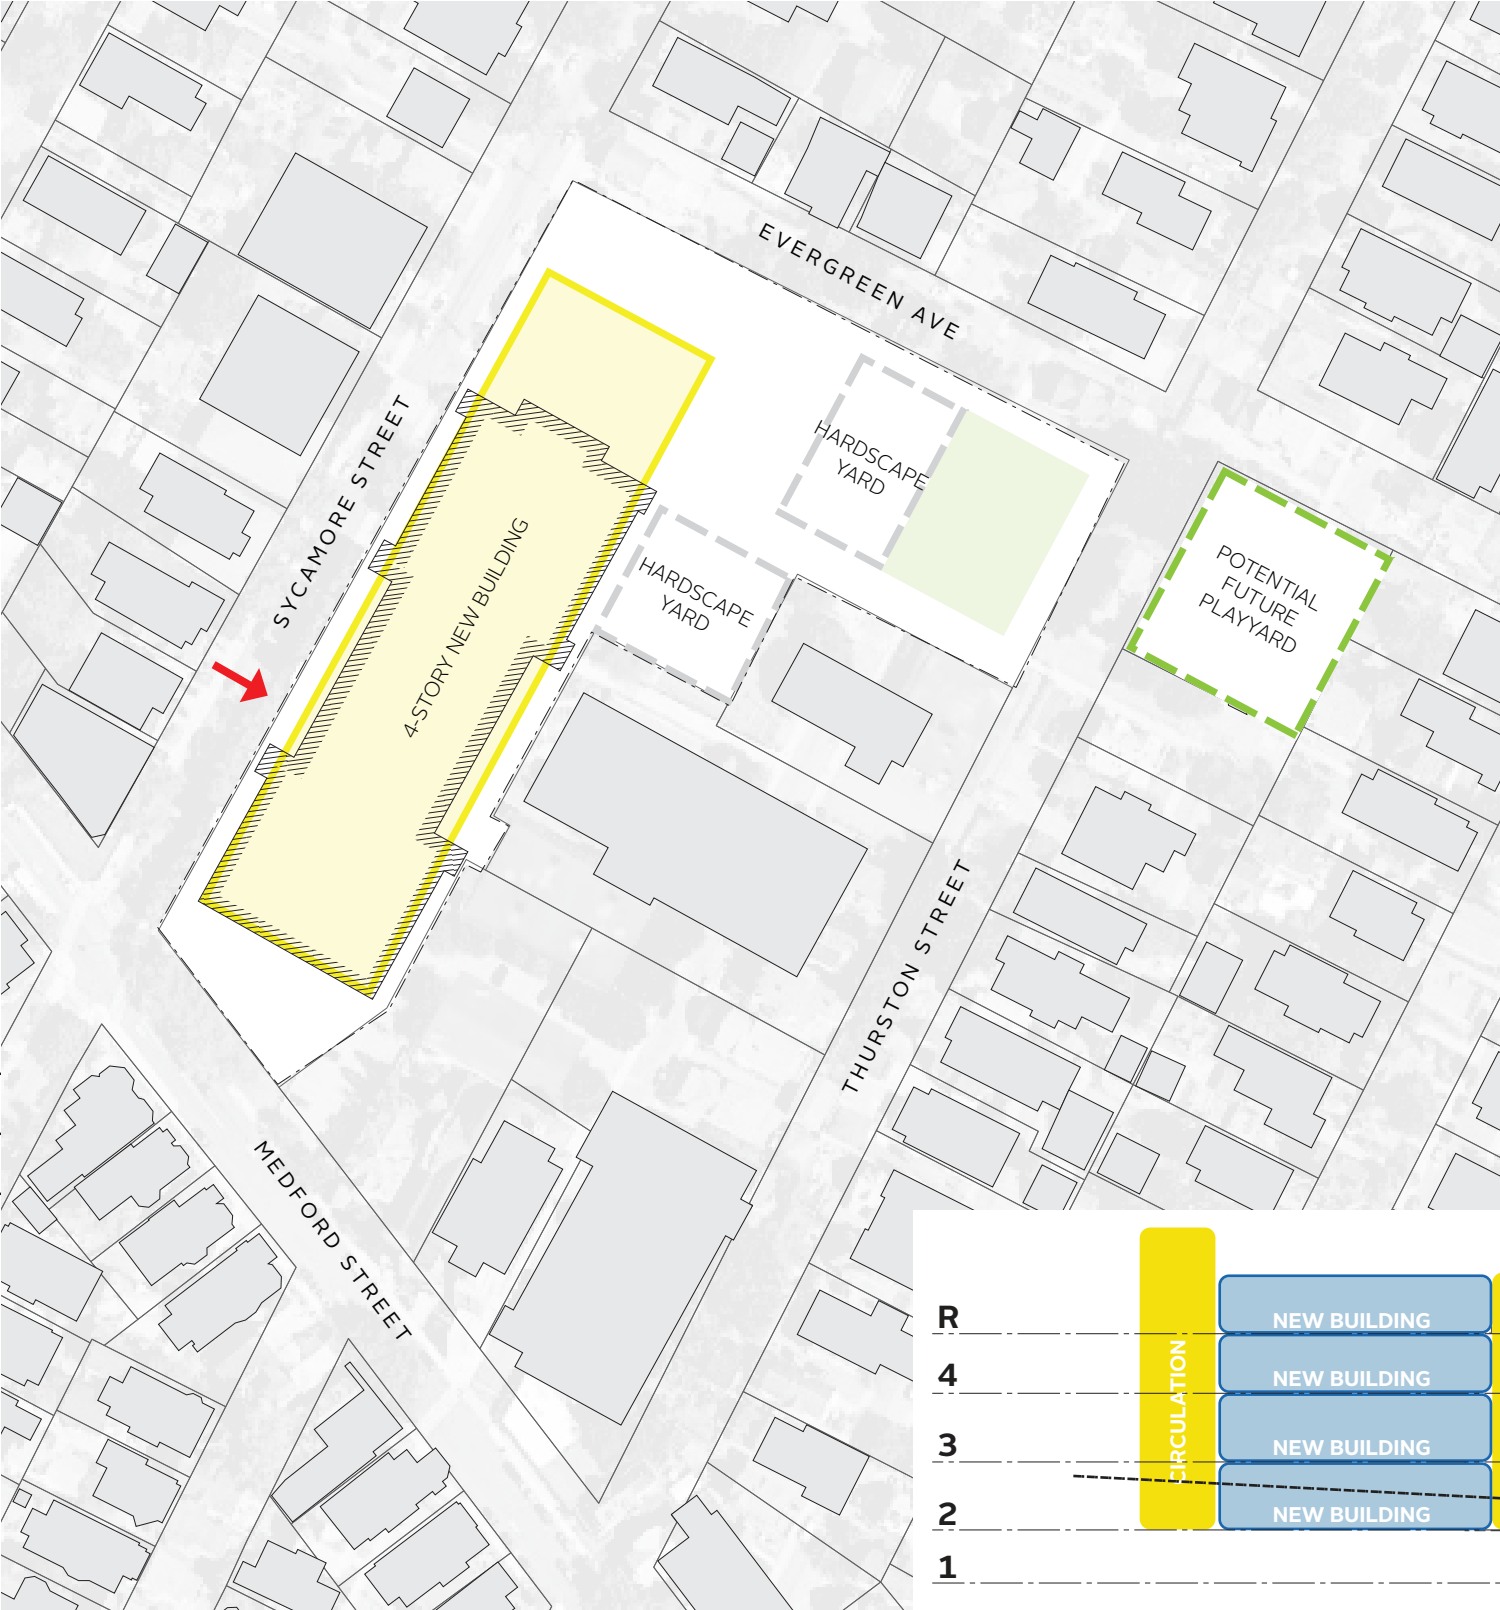 EVERGREEN AVE
SYCAMORE STREET
HARDSCAPE
YARD
HARDSCAPE
YARD
POTENTIAL
FUTURE
PLAYYARD
4-STORY NEW BUILDING
THURSTON STREET
MEDFORD STREET
R
NEW BUILDING
4
NEW BUILDING
CIRCULATION
3
NEW BUILDING
2
NEW BUILDING
1